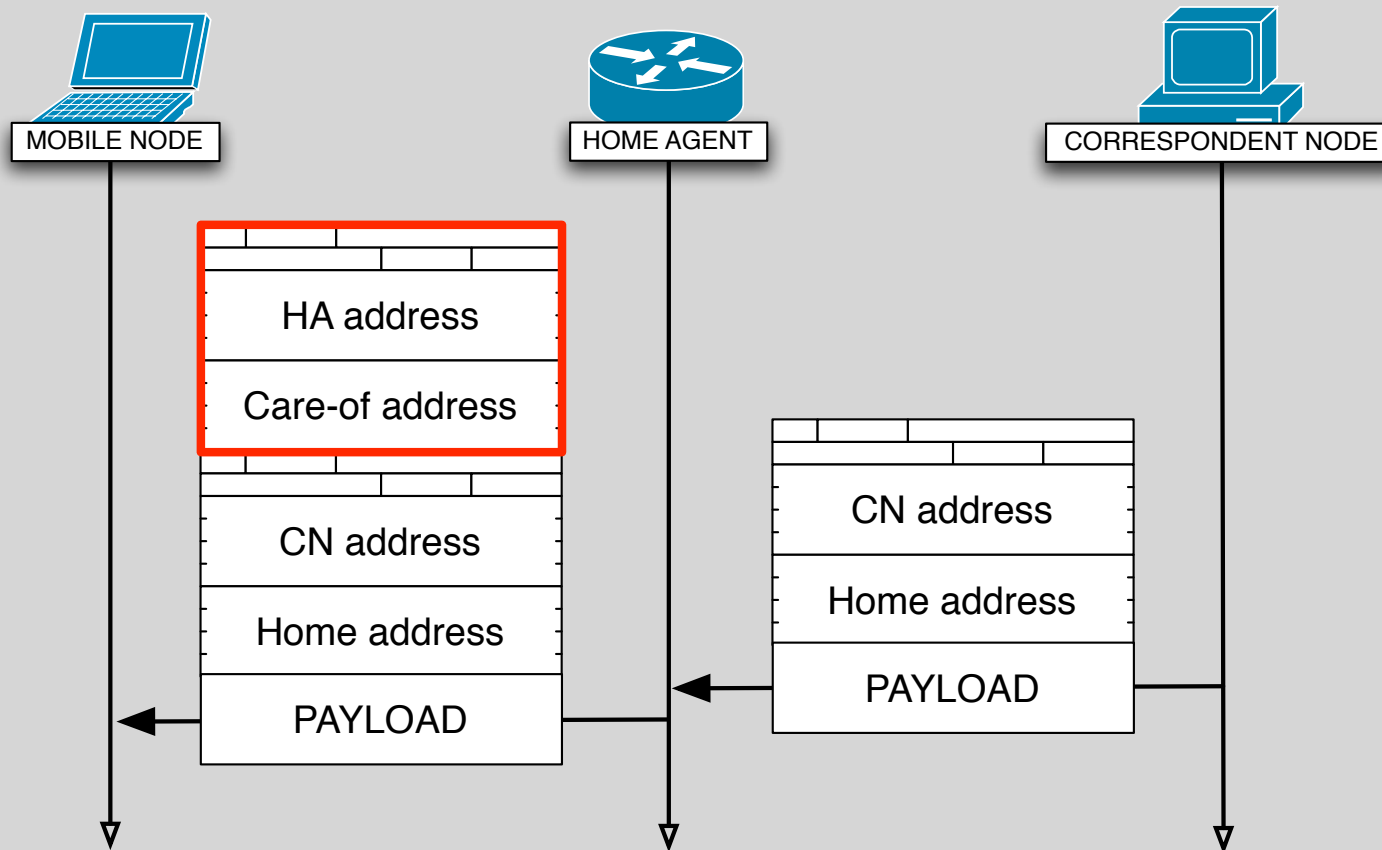 MOBILE NODE
HOME AGENT
CORRESPONDENT NODE
HA address
Care-of address
CN address
Home address
PAYLOAD
CN address
Home address
PAYLOAD